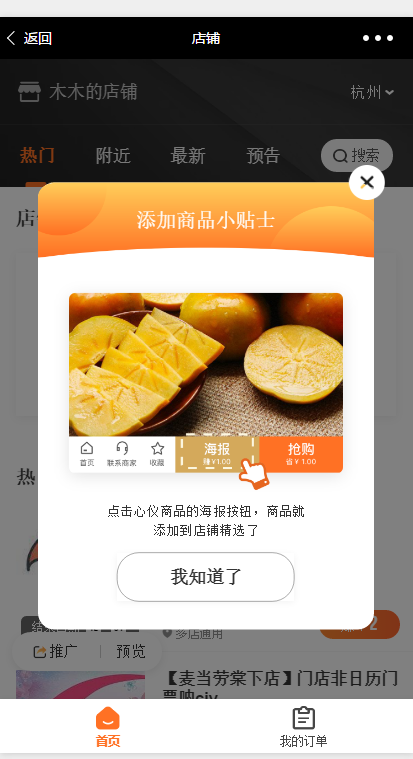 返回
店铺
木木的店铺
杭州
热门
附近
最新
预告
搜索
店
添加商品小贴士
首页
联系商家
收藏
海报
赚¥1.00
抢购
省¥1.00
点击心仪商品的海报按钮，商品就
添加到店铺精选了
我知道了
热
多店通用
推广
预览
【麦当劳棠下店】门店非日历门
首页
我的订单